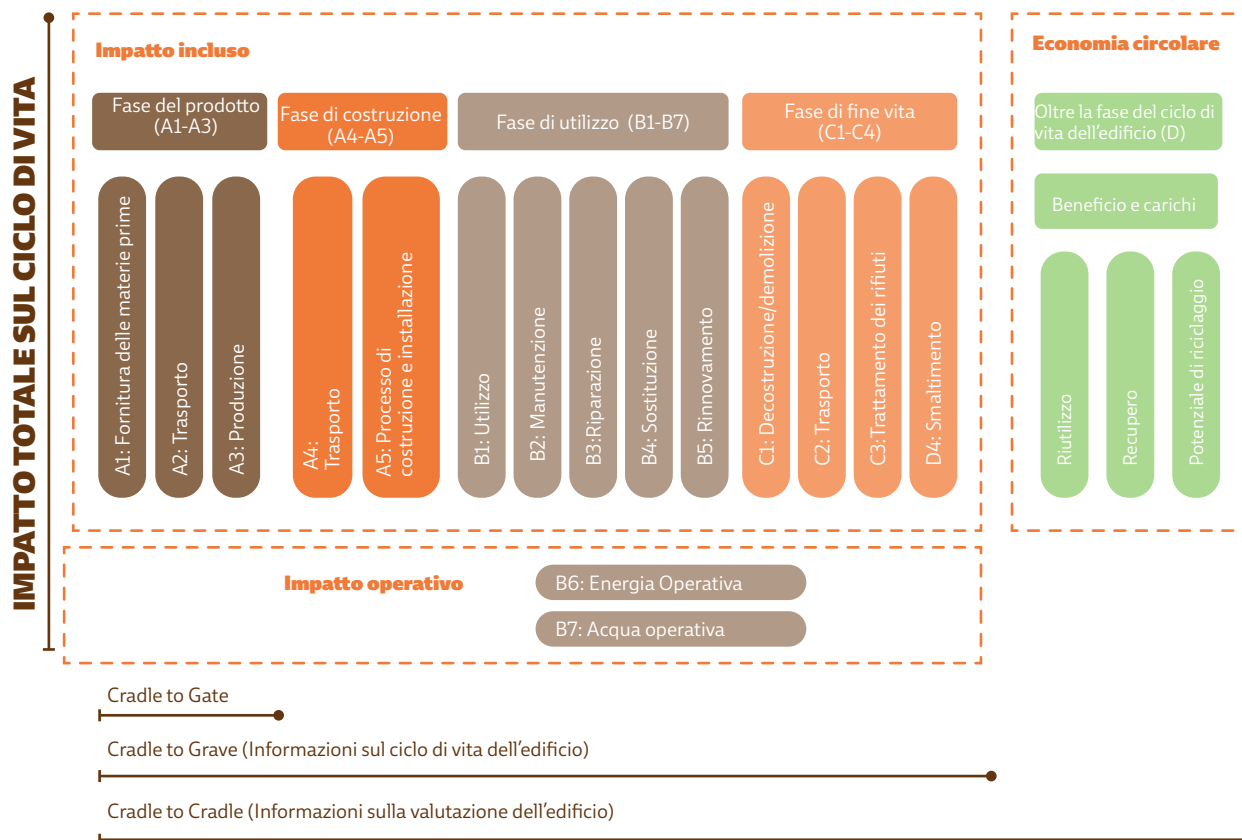 IMPATTO TOTALE SUL CICLO DI VITA
Impatto incluso
Fase del prodotto
(A1-A3)
Fase di costruzione
(A4-A5)
Fase di utilizzo (B1-B7)
Fase di fine vita
(C1-C4)
A1: Fornitura delle materie prime
A2: Trasporto
A3: Produzione
A4:
Trasporto
A5: Processo di
costruzione e installazione
B1: Utilizzo
B2: Manutenzione
B3:Riparazione
B4: Sostituzione
B5: Rinnovamento
C1: Decostruzione/demolizione
C2: Trasporto
C3: Trattamento dei rifiuti
D4: Smaltimento
Economia circolare
Oltre la fase del ciclo di
vita dell'edificio (D)
Beneficio e carichi
Riutilizzo
Recupero
Potenziale di riciclaggio
Impatto operativo
B6: Energia Operativa
B7: Acqua operativa
Cradle to Gate
Cradle to Grave (Informazioni sul ciclo di vita dell'edificio)
Cradle to Cradle (Informazioni sulla valutazione dell'edificio)